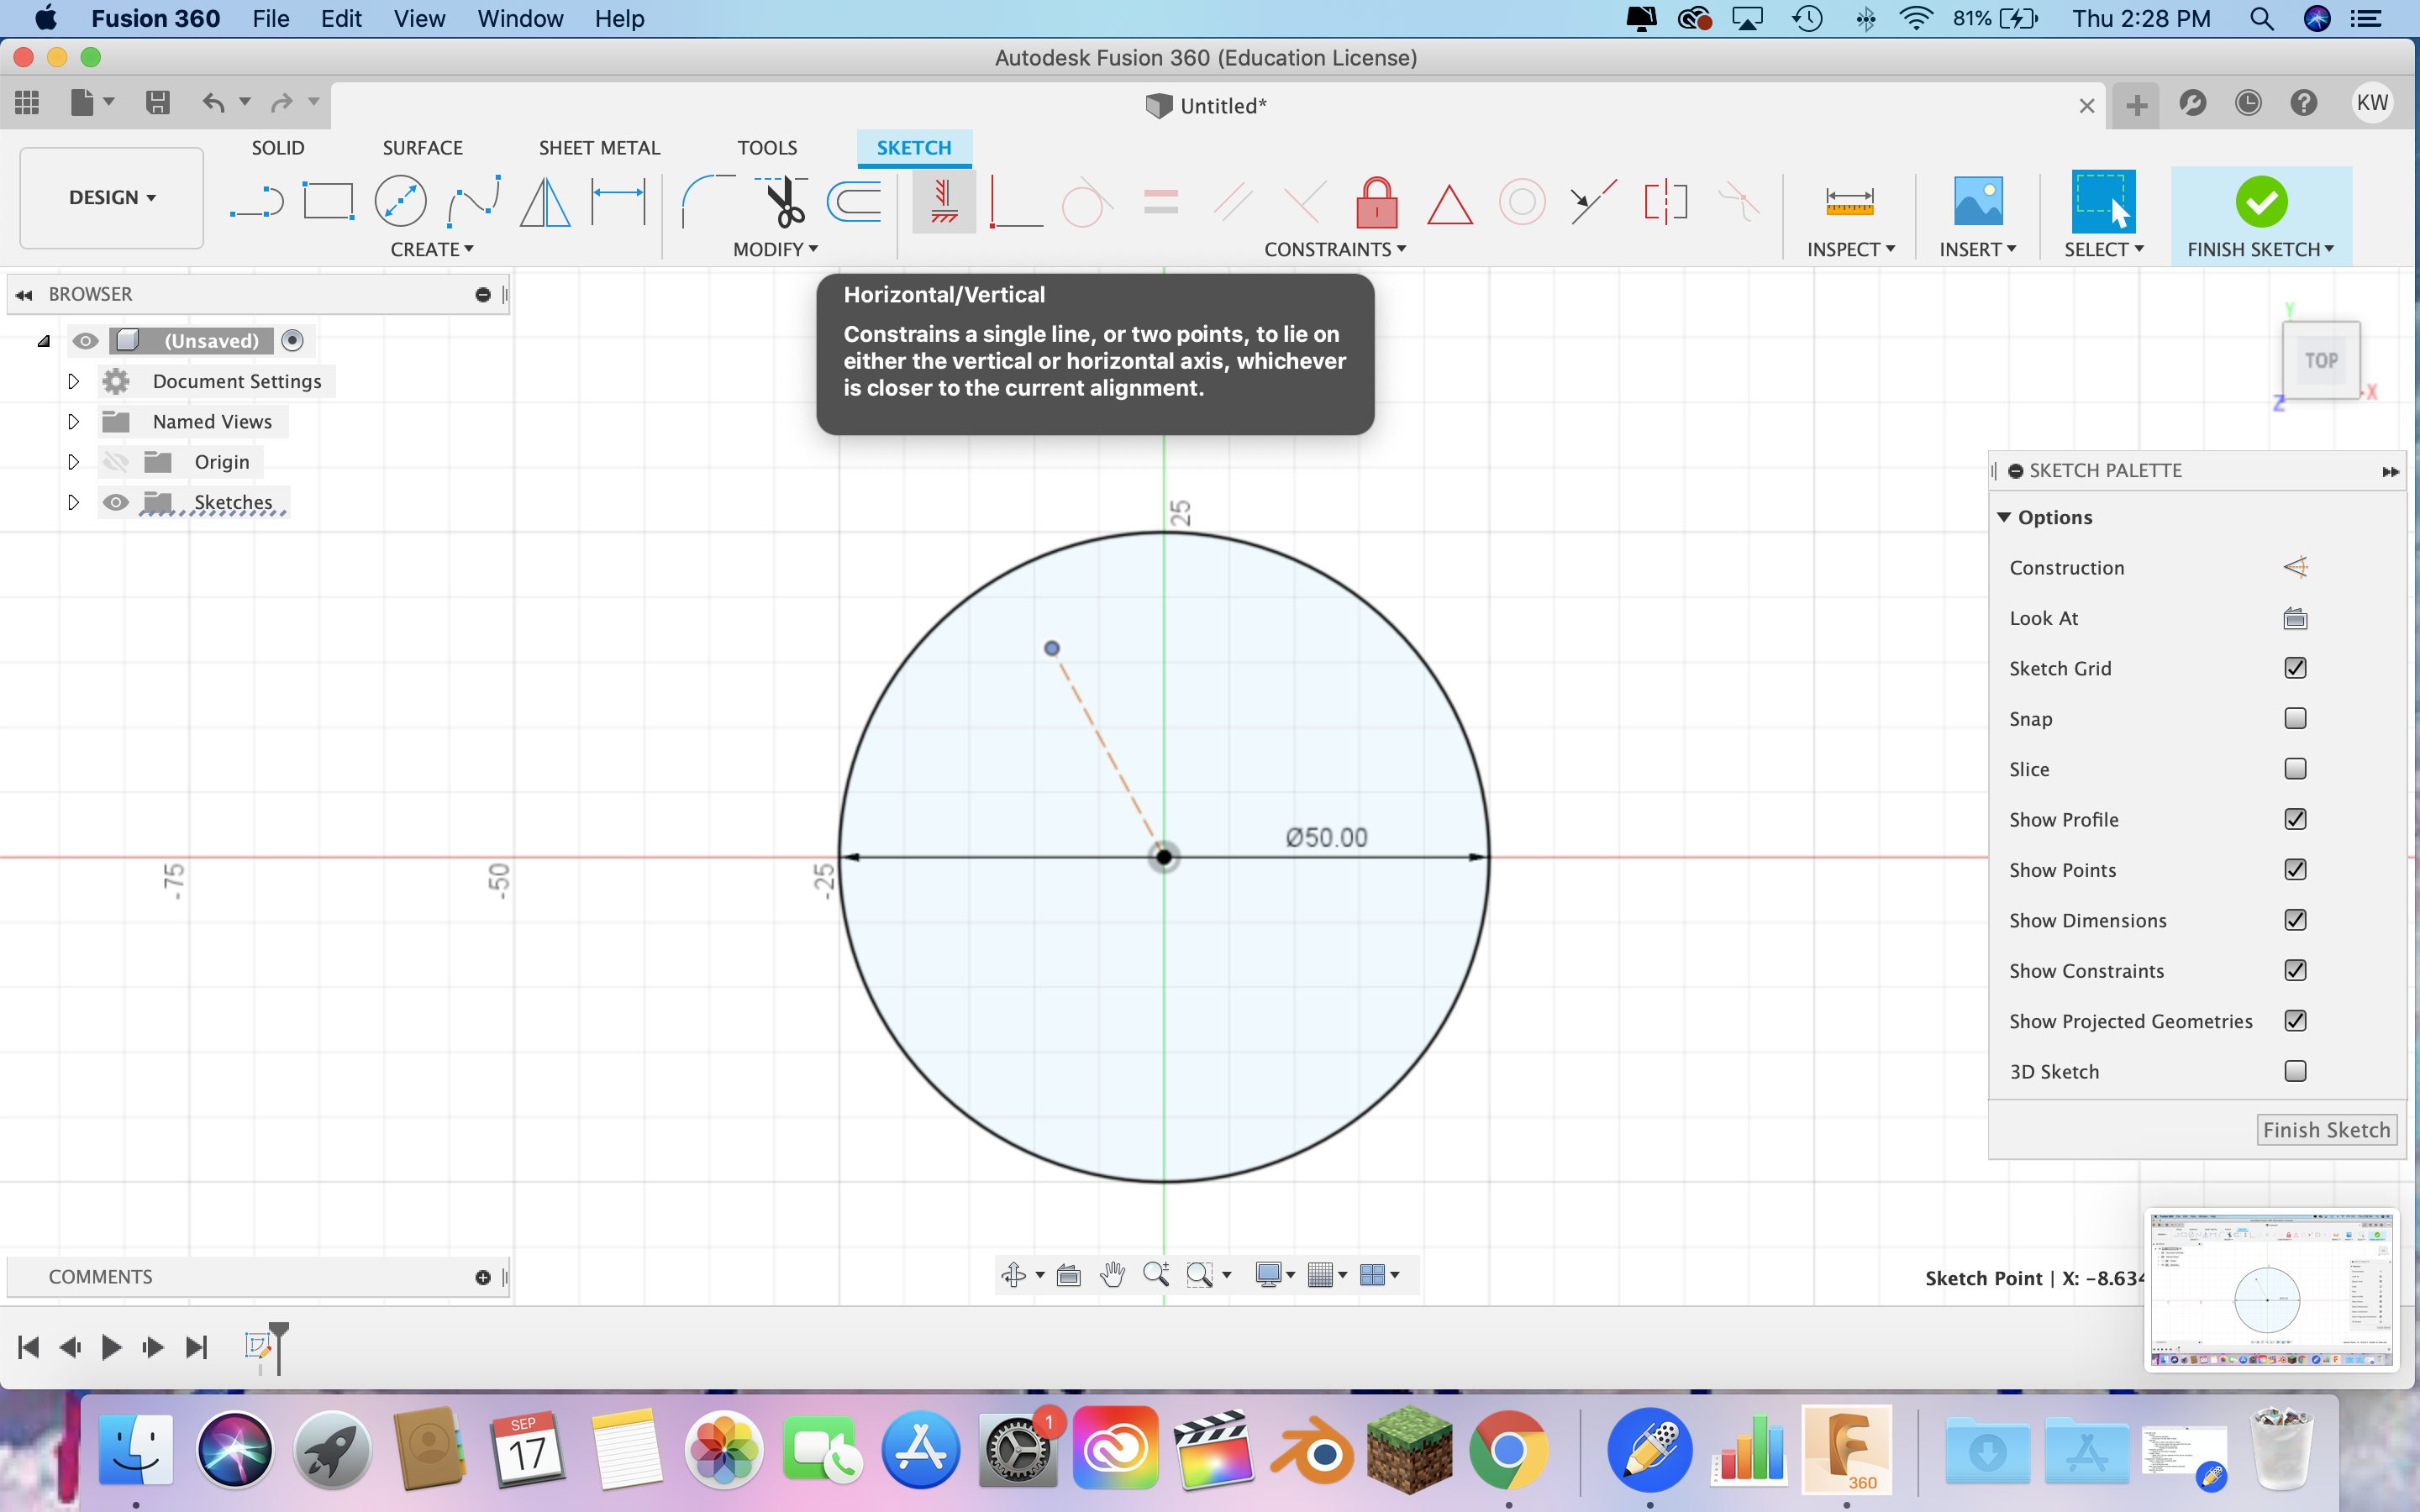 Fusion 360 File Edit View Window Help 81% Thu 2:28 PM
Autodesk Fusion 360 (Education License)
Untitled* KW
SOLID SURFACE SHEET METAL TOOLS SKETCH
DESIGN
CREATE MODIFY CONSTRAINTS INSPECT INSERT SELECT FINISH SKETCH
BROWSER
(Unsaved)
Document Settings
Named Views
Origin
Sketches
Horizontal/Vertical
Constrains a single line, or two points, to lie on
either the vertical or horizontal axis, whichever
is closer to the current alignment.
Y
TOP
X
Z
25
Ø50.00
-75 -50 -25
SKETCH PALETTE
Options
Construction
Look At
Sketch Grid
Snap
Slice
Show Profile
Show Points
Show Dimensions
Show Constraints
Show Projected Geometries
3D Sketch
Finish Sketch
COMMENTS
Sketch Point | X: -8.634
1
SEP
17
360